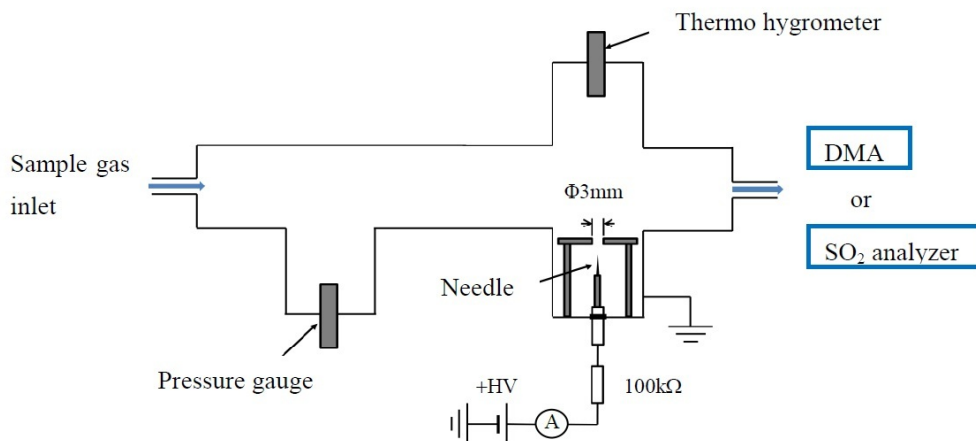 Thermo hygrometer
Sample gas
inlet
DMA
or
SO₂ analyzer
Φ3mm
Needle
Pressure gauge
+HV
100kΩ
A